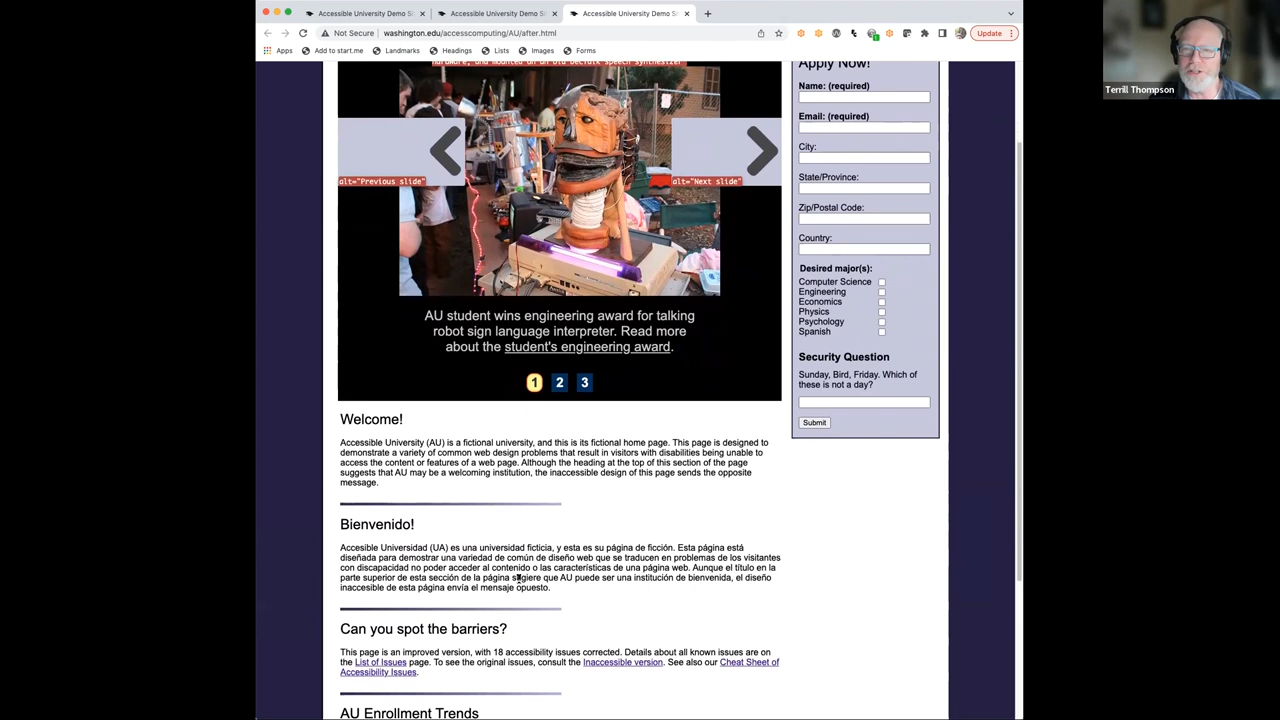 Accessible University Demo Si
Accessible University Demo Si
Accessible University Demo Si
Not Secure
washington.edu/accesscomputing/AU/after.html
Update
Apps
Add to start.me
Landmarks
Headings
Lists
Images
Forms
Terrill Thompson
hardware, and mounted on an old DECtalk speech synthesizer"
alt="Previous slide"
alt="Next slide"
AU student wins engineering award for talking
robot sign language interpreter. Read more
about the student's engineering award.
1 2 3
Welcome!
Accessible University (AU) is a fictional university, and this is its fictional home page. This page is designed to
demonstrate a variety of common web design problems that result in visitors with disabilities being unable to
access the content or features of a web page. Although the heading at the top of this section of the page
suggests that AU may be a welcoming institution, the inaccessible design of this page sends the opposite
message.
Bienvenido!
Accesible Universidad (UA) es una universidad ficticia, y esta es su página de ficción. Esta página está
diseñada para demostrar una variedad de común de diseño web que se traducen en problemas de los visitantes
con discapacidad no poder acceder al contenido o las características de una página web. Aunque el título en la
parte superior de esta sección de la página sugiere que AU puede ser una institución de bienvenida, el diseño
inaccesible de esta página envía el mensaje opuesto.
Can you spot the barriers?
This page is an improved version, with 18 accessibility issues corrected. Details about all known issues are on
the List of Issues page. To see the original issues, consult the Inaccessible version. See also our Cheat Sheet of
Accessibility Issues.
AU Enrollment Trends
Apply Now!
Name: (required)
Email: (required)
City:
State/Province:
Zip/Postal Code:
Country:
Desired major(s):
Computer Science
Engineering
Economics
Physics
Psychology
Spanish
Security Question
Sunday, Bird, Friday. Which of
these is not a day?
Submit